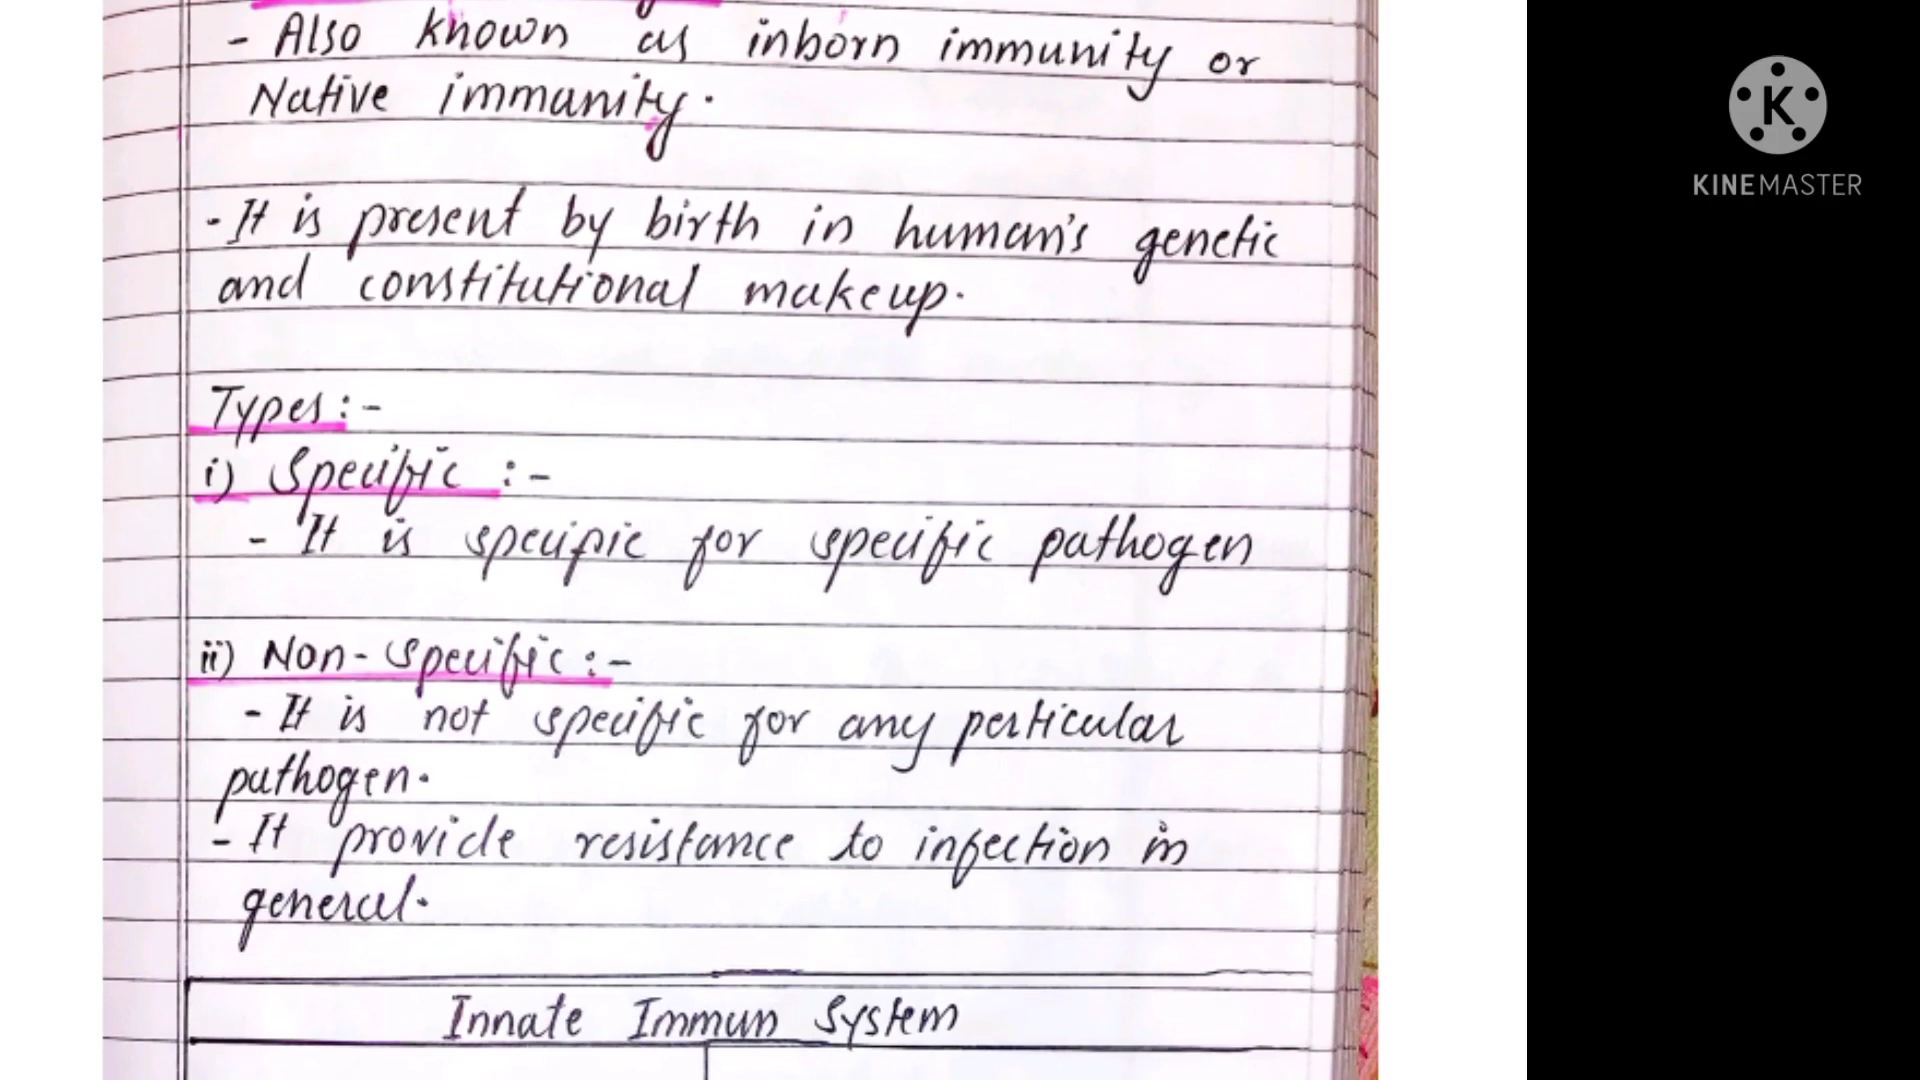 - Also known as inborn immunity or
Native immanity.
- It is present by birth in human's genetic
and constitutional makeup.
Types :-
i) Specific :-
- It is specific for specific pathogen
ii) Non-specific :-
- It is not specific for any perticular
pathogen.
- It provide resistance to infection in
general.
Innate Immun System
KINEMASTER